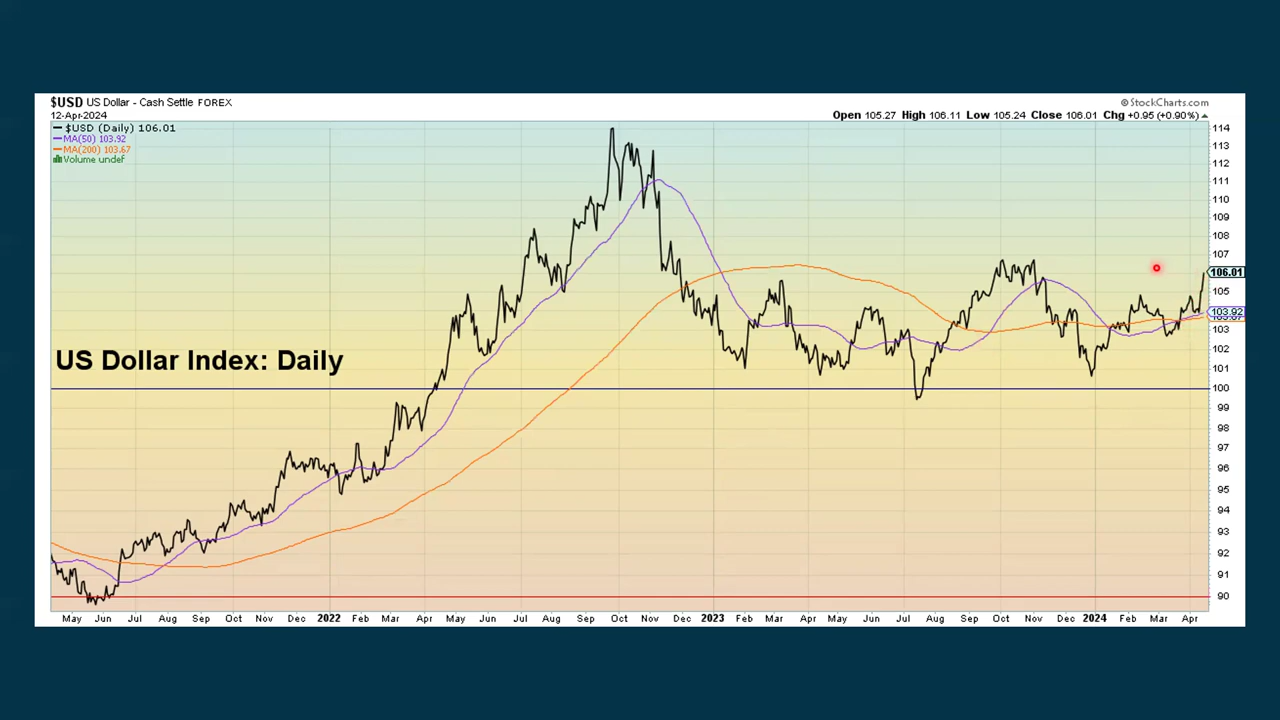 $USD US Dollar - Cash Settle FOREX
© StockCharts.com
12-Apr-2024
Open 105.27 High 106.11 Low 105.24 Close 106.01 Chg +0.95 (+0.90%)
$USD (Daily) 106.01
MA(50) 103.92
MA(200) 103.67
Volume undef
114
113
112
111
110
109
108
107
106.01
105
103.92
103
102
101
100
99
98
97
96
95
94
93
92
91
90
US Dollar Index: Daily
May Jun Jul Aug Sep Oct Nov Dec 2022 Feb Mar Apr May Jun Jul Aug Sep Oct Nov Dec 2023 Feb Mar Apr May Jun Jul Aug Sep Oct Nov Dec 2024 Feb Mar Apr